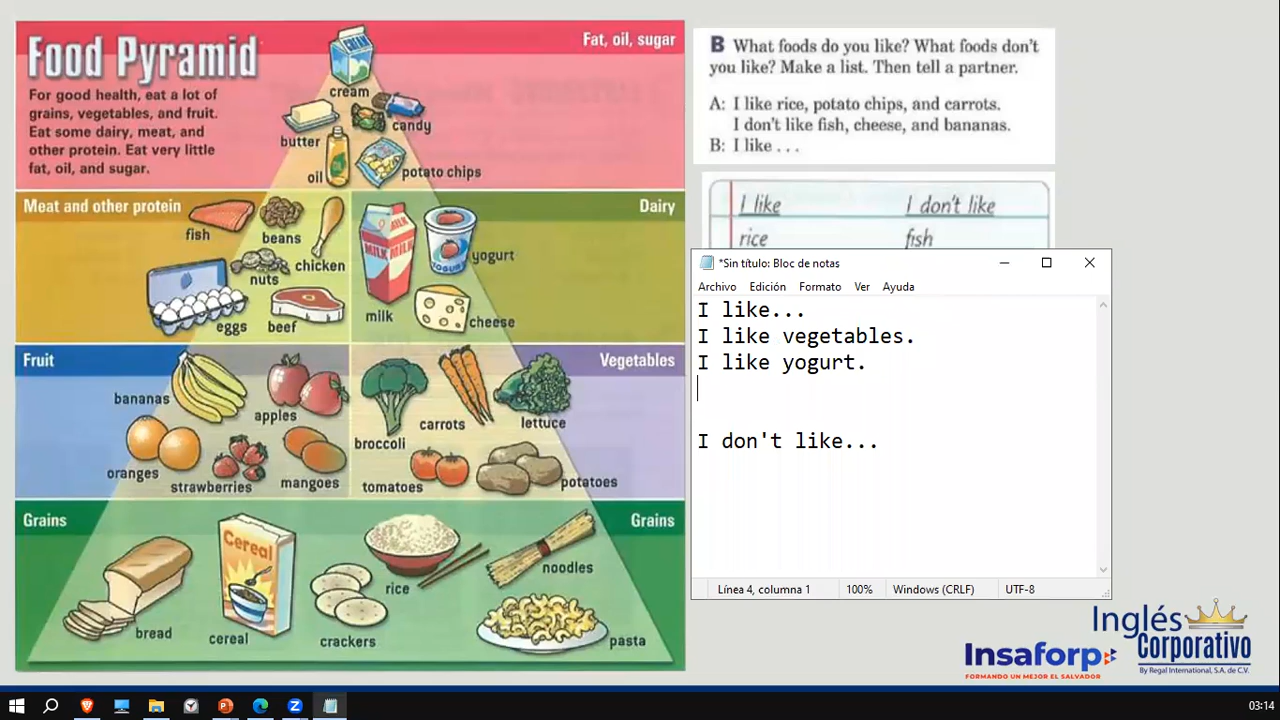 Food Pyramid
Fat, oil, sugar
For good health, eat a lot of
grains, vegetables, and fruit.
Eat some dairy, meat, and
other protein. Eat very little
fat, oil, and sugar.
CREAM
cream
butter
candy
oil
potato chips
Meat and other protein
Dairy
fish
beans
chicken
nuts
eggs
beef
MILK
MILK
MILK
milk
YOGURT
yogurt
cheese
Fruit
Vegetables
bananas
apples
oranges
strawberries
mangoes
broccoli
carrots
lettuce
tomatoes
potatoes
Grains
Grains
bread
Cereal
cereal
crackers
rice
noodles
pasta
B What foods do you like? What foods don't
you like? Make a list. Then tell a partner.
A: I like rice, potato chips, and carrots.
I don't like fish, cheese, and bananas.
B: I like . . .
I like I don't like
rice fish
*Sin título: Bloc de notas
Archivo Edición Formato Ver Ayuda
I like...
I like vegetables.
I like yogurt.
I don't like...
Línea 4, columna 1 100% Windows (CRLF) UTF-8
Inglés
Corporativo
By Regal International, S.A. de C.V.
Insaforp
FORMANDO UN MEJOR EL SALVADOR
03:14